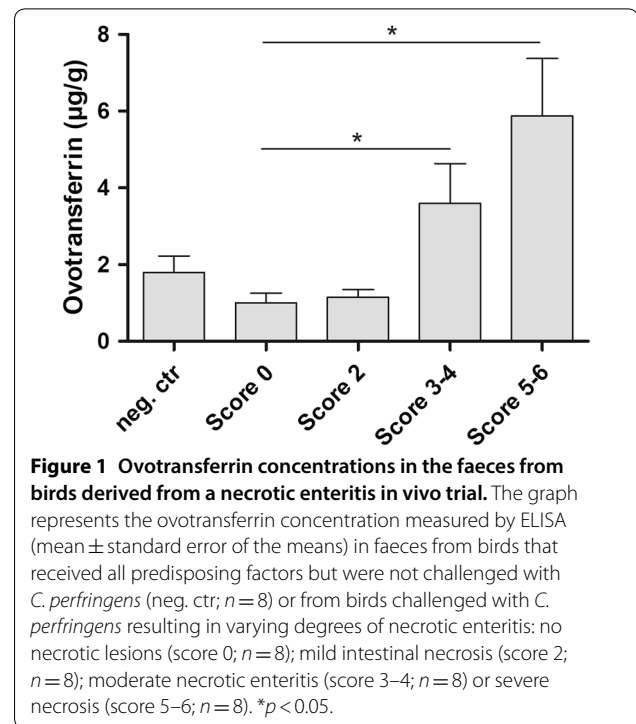 8
*
6
*
4
2
0
Ovotransferrin (µg/g)
neg. ctr
Score 0
Score 2
Score 3-4
Score 5-6
Figure 1 Ovotransferrin concentrations in the faeces from
birds derived from a necrotic enteritis in vivo trial. The graph
represents the ovotransferrin concentration measured by ELISA
(mean ± standard error of the means) in faeces from birds that
received all predisposing factors but were not challenged with
C. perfringens (neg. ctr; n = 8) or from birds challenged with C.
perfringens resulting in varying degrees of necrotic enteritis: no
necrotic lesions (score 0; n = 8); mild intestinal necrosis (score 2;
n = 8); moderate necrotic enteritis (score 3–4; n = 8) or severe
necrosis (score 5–6; n = 8). *p < 0.05.